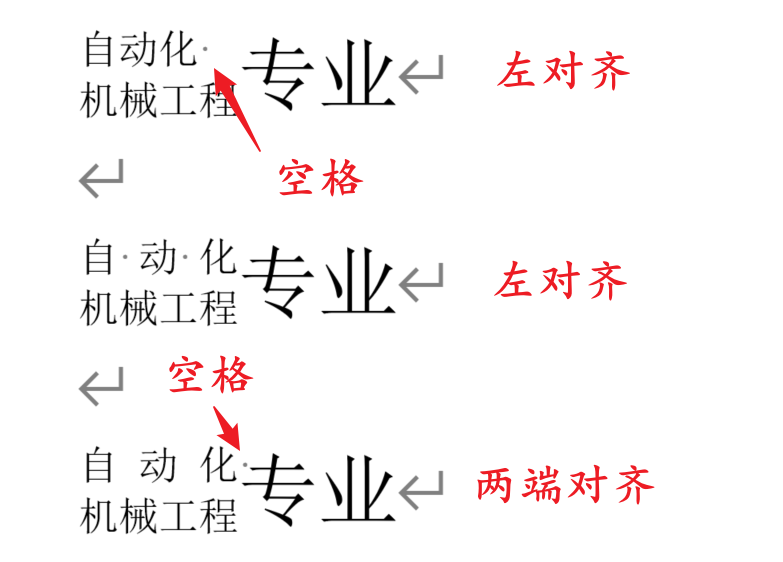 自动化· 专业↵ 左对齐
机械工程
空格
↵
自·动·化 专业↵ 左对齐
机械工程
↵ 空格
自 动 化· 专业↵ 两端对齐
机械工程